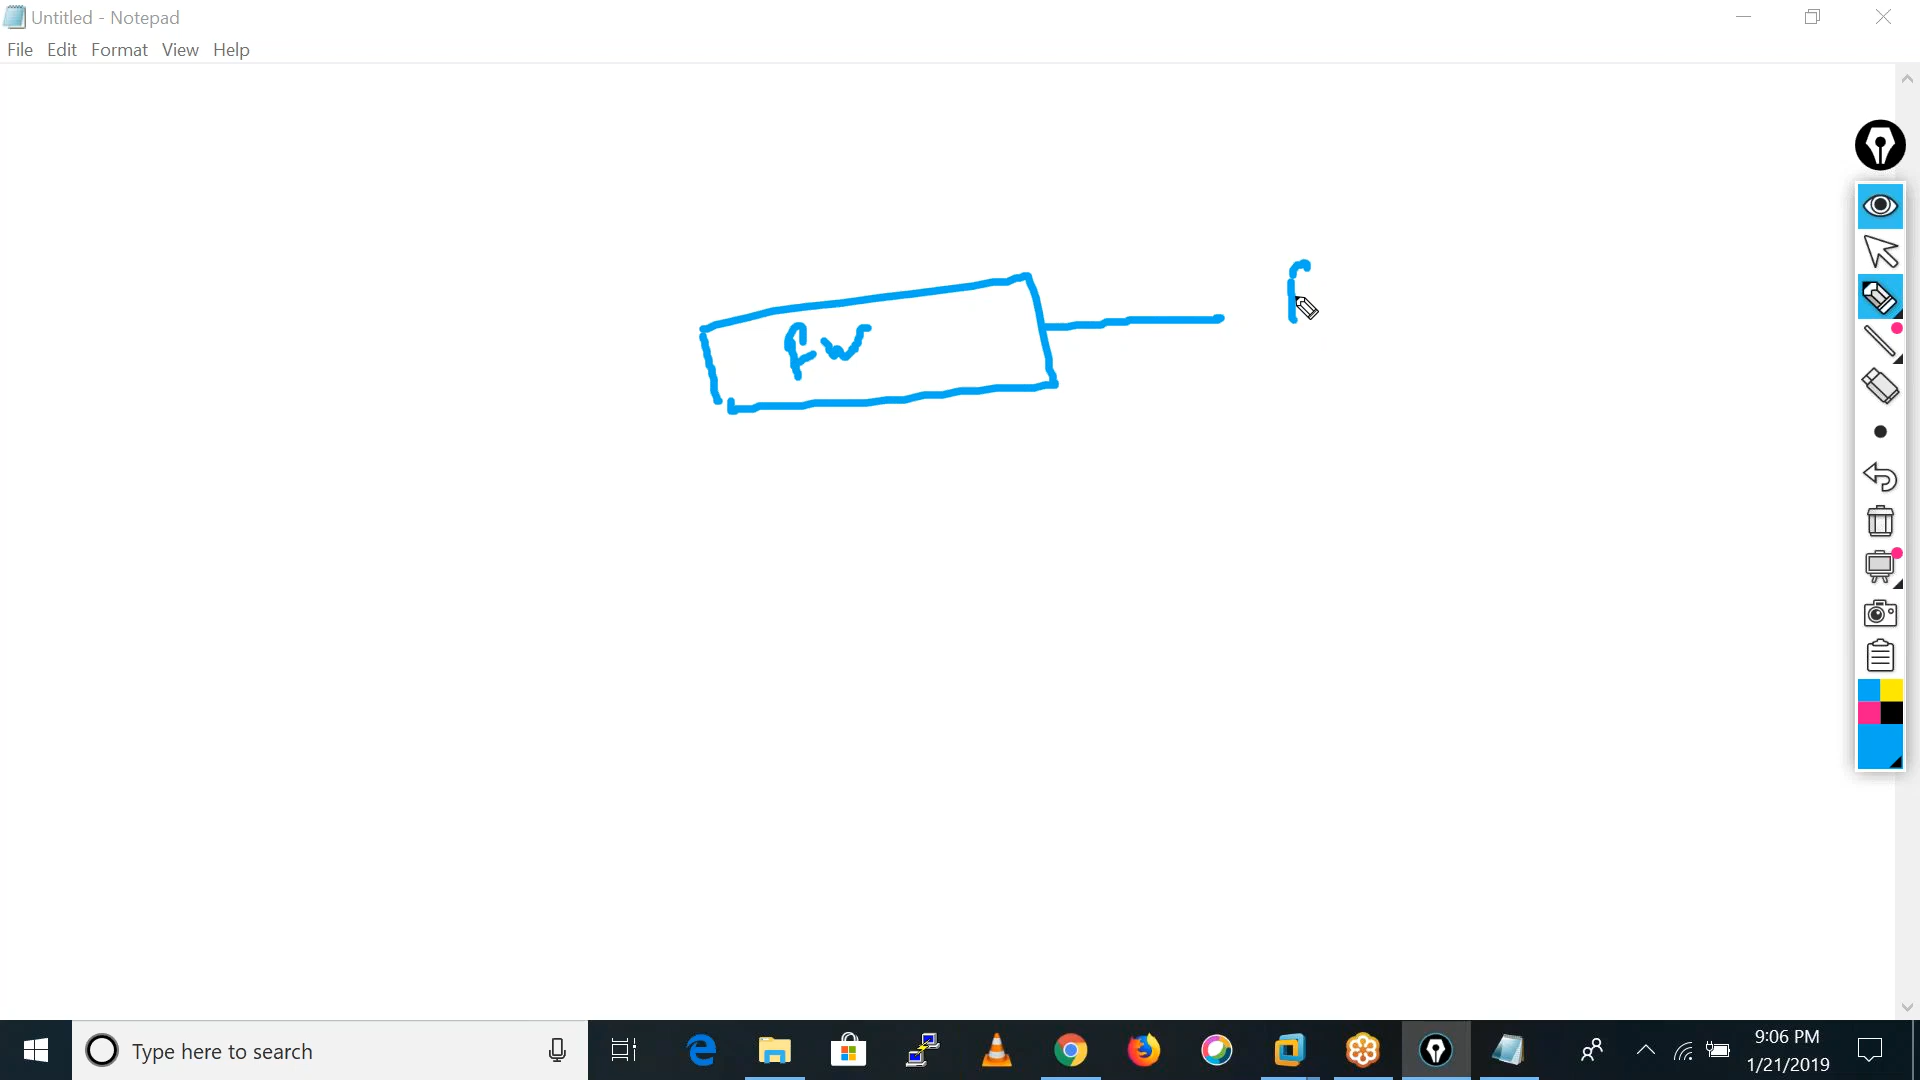 Untitled - Notepad
File Edit Format View Help
fw
f
Type here to search
9:06 PM
1/21/2019